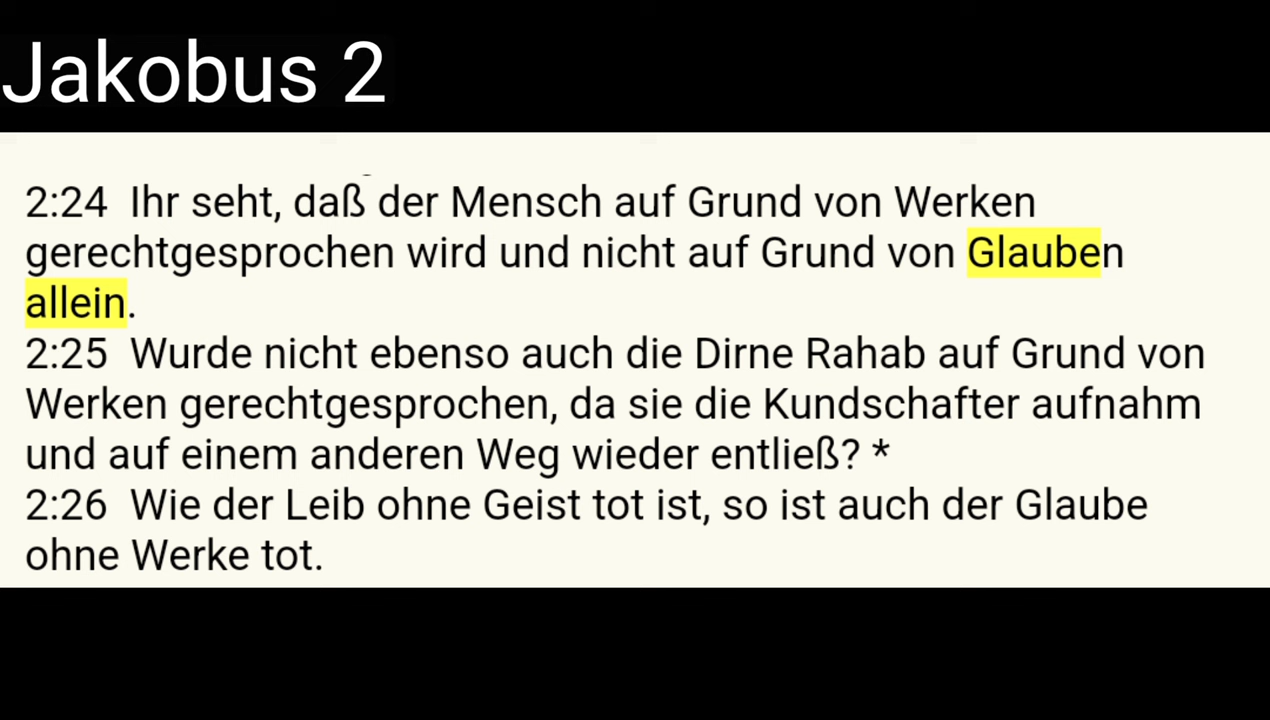 Jakobus 2
2:24 Ihr seht, daß der Mensch auf Grund von Werken
gerechtgesprochen wird und nicht auf Grund von Glauben
allein.
2:25 Wurde nicht ebenso auch die Dirne Rahab auf Grund von
Werken gerechtgesprochen, da sie die Kundschafter aufnahm
und auf einem anderen Weg wieder entließ? *
2:26 Wie der Leib ohne Geist tot ist, so ist auch der Glaube
ohne Werke tot.